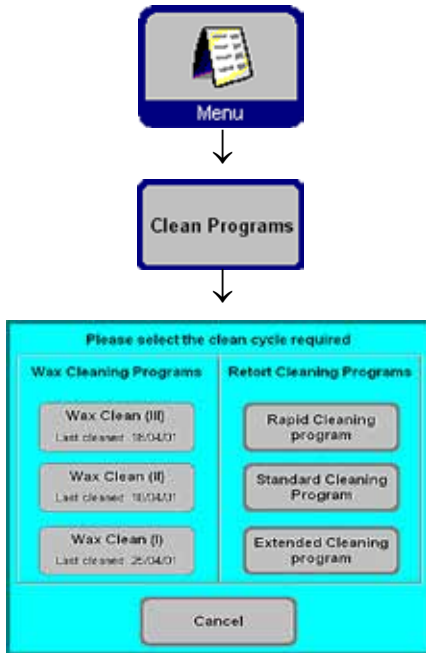 Menu
Clean Programs
Please select the clean cycle required
Wax Cleaning Programs
Retort Cleaning Programs
Wax Clean (III)
Last cleaned 18/04/01
Rapid Cleaning
program
Wax Clean (II)
Last cleaned 18/04/01
Standard Cleaning
Program
Wax Clean (I)
Last cleaned 25/04/01
Extended Cleaning
program
Cancel